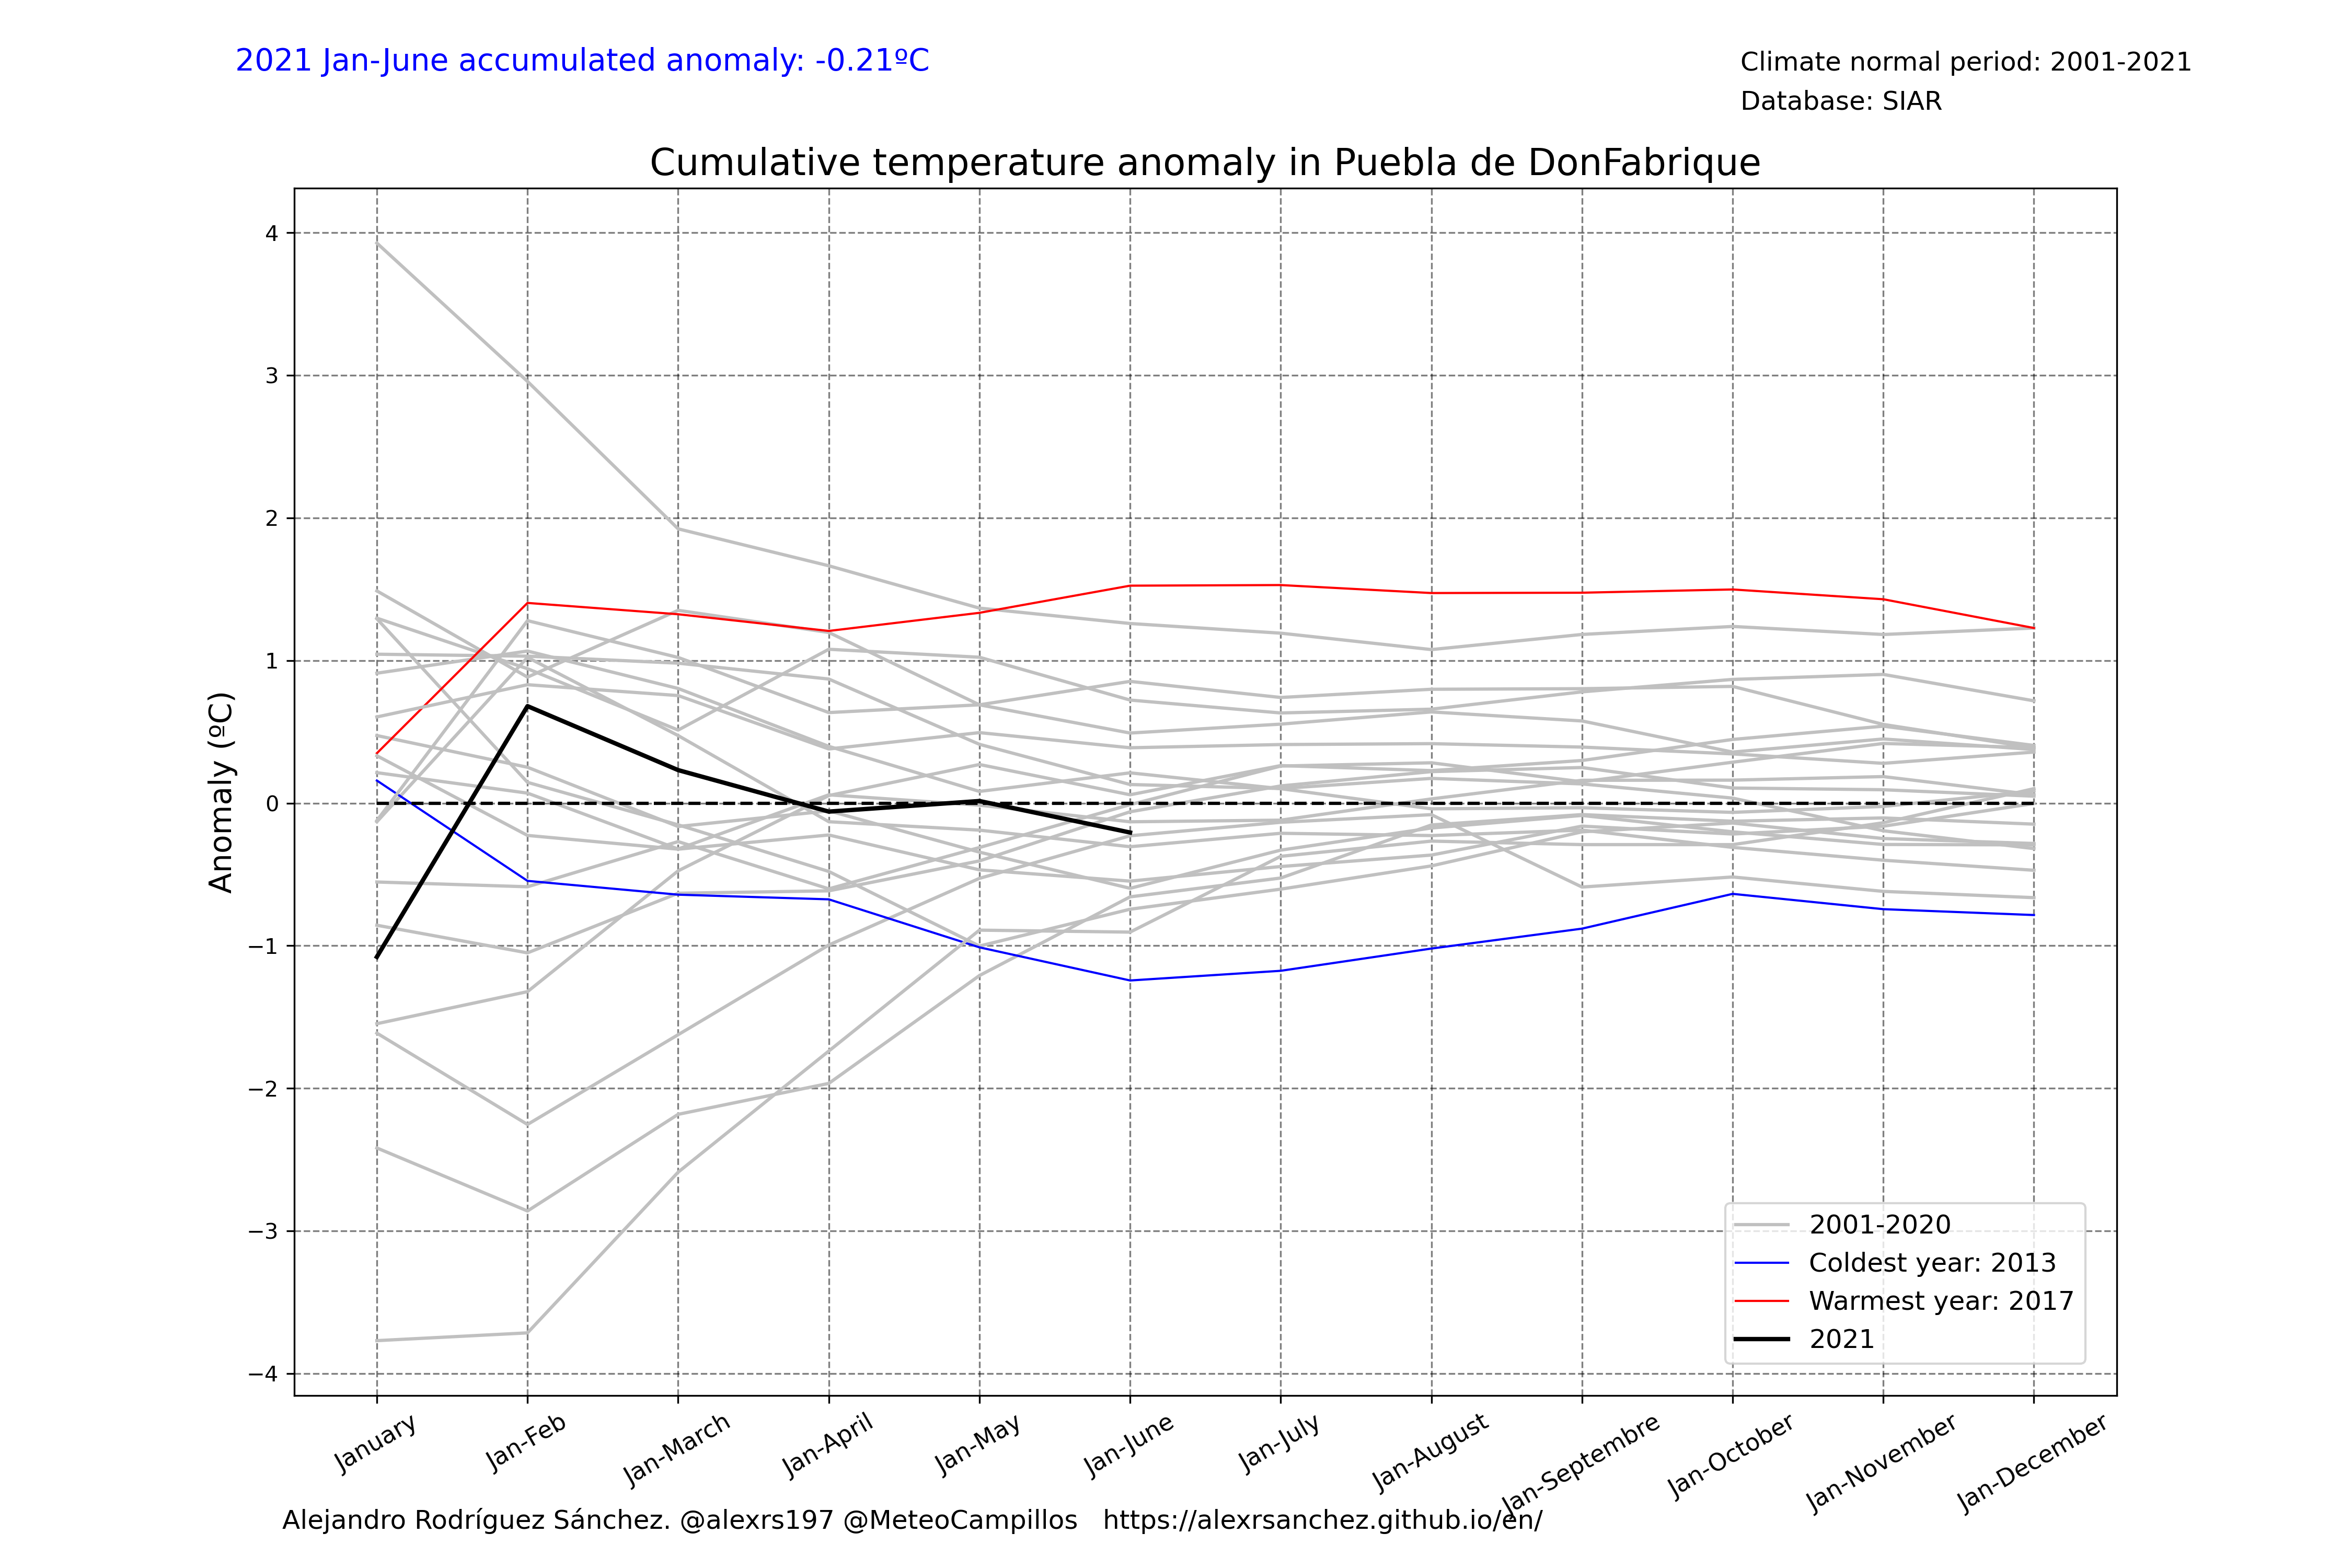 2021 Jan-June accumulated anomaly: -0.21ºC
Climate normal period: 2001-2021
Database: SIAR
Cumulative temperature anomaly in Puebla de DonFabrique
Anomaly (ºC)
4
3
2
1
0
−1
−2
−3
−4
2001-2020
Coldest year: 2013
Warmest year: 2017
2021
January
Jan-Feb
Jan-March
Jan-April
Jan-May
Jan-June
Jan-July
Jan-August
Jan-Septembre
Jan-October
Jan-November
Jan-December
Alejandro Rodríguez Sánchez. @alexrs197 @MeteoCampillos   https://alexrsanchez.github.io/en/